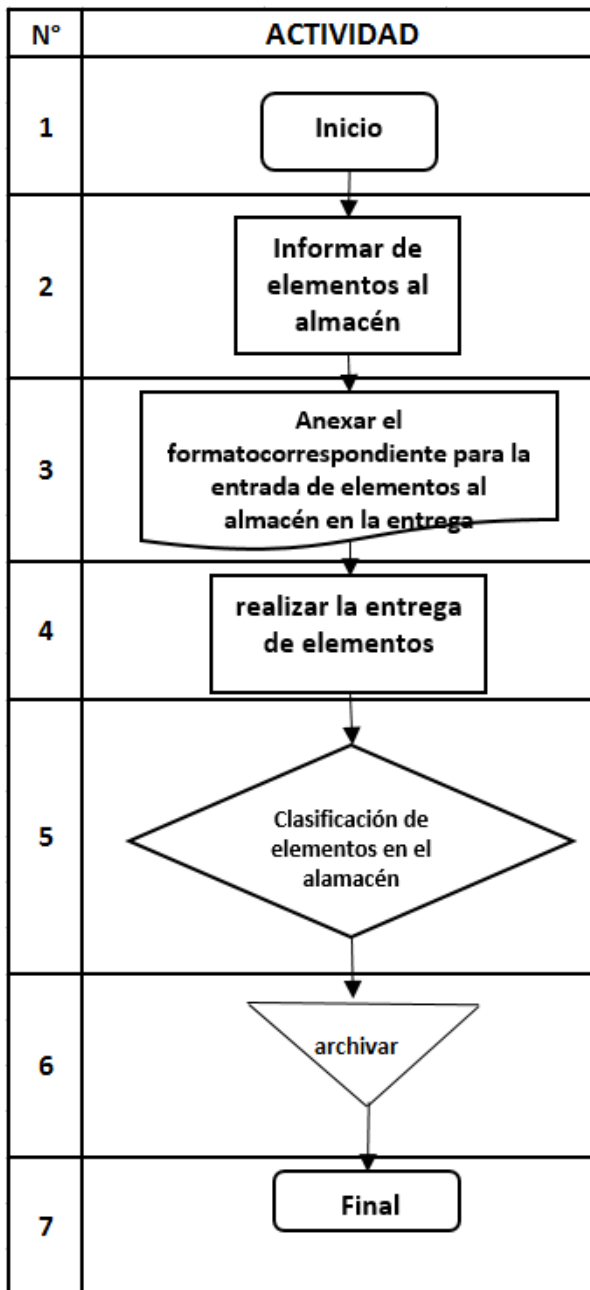 N° ACTIVIDAD
1
Inicio
2
Informar de
elementos al
almacén
3
Anexar el
formatocorrespondiente para la
entrada de elementos al
almacén en la entrega
4
realizar la entrega
de elementos
5
Clasificación de
elementos en el
alamacén
6
archivar
7
Final